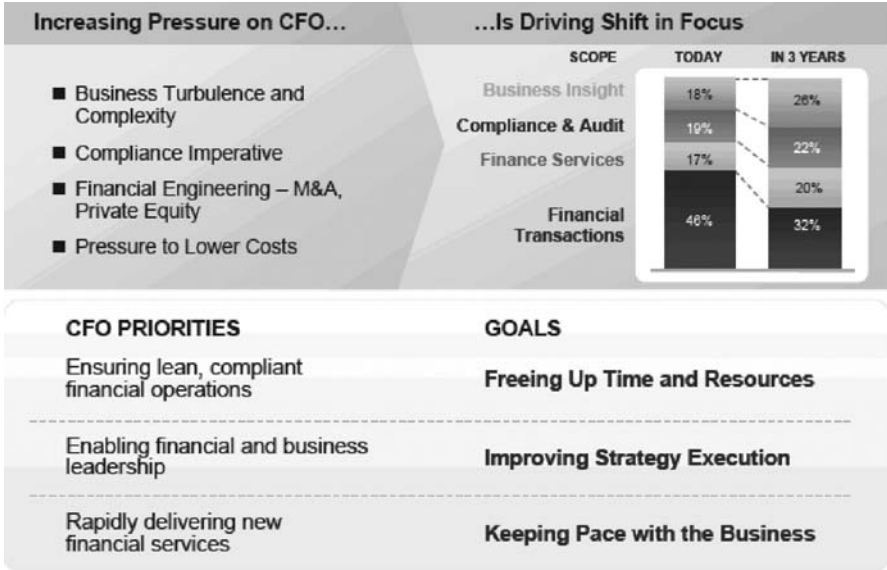 Increasing Pressure on CFO…
■ Business Turbulence and
Complexity
■ Compliance Imperative
■ Financial Engineering – M&A,
Private Equity
■ Pressure to Lower Costs
…Is Driving Shift in Focus
SCOPE TODAY IN 3 YEARS
Business Insight 18% 26%
Compliance & Audit 19% 22%
Finance Services 17% 20%
Financial
Transactions 46% 32%
CFO PRIORITIES GOALS
Ensuring lean, compliant
financial operations
Freeing Up Time and Resources
Enabling financial and business
leadership
Improving Strategy Execution
Rapidly delivering new
financial services
Keeping Pace with the Business